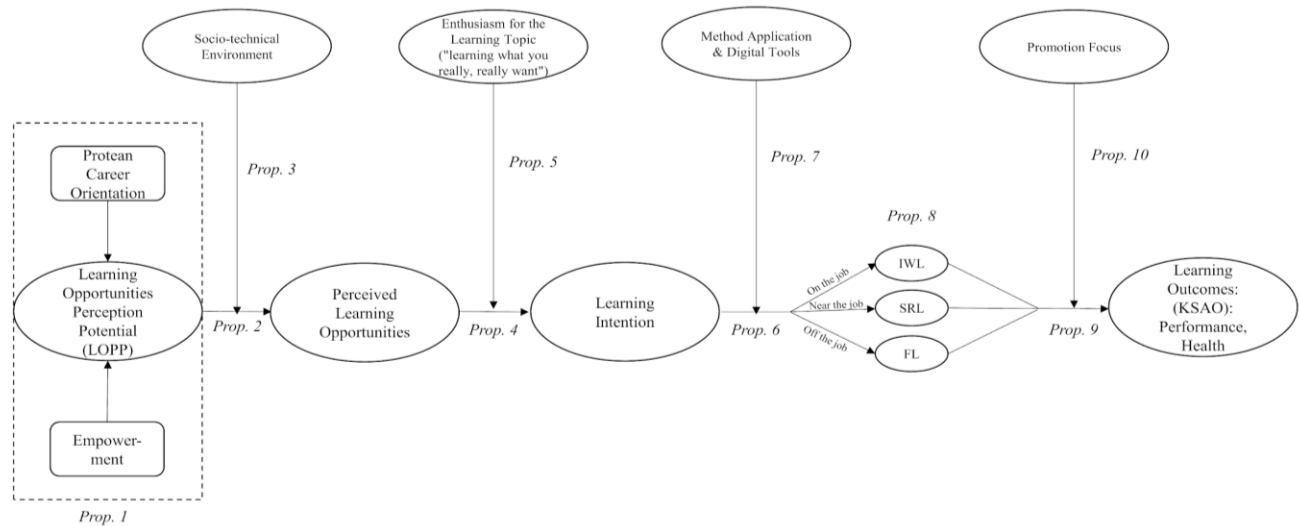 Socio-technical
Environment
Enthusiasm for the
Learning Topic
("learning what you
really, really want")
Method Application
& Digital Tools
Promotion Focus
Protean
Career
Orientation
Prop. 3
Prop. 5
Prop. 7
Prop. 10
Prop. 8
Learning
Opportunities
Perception
Potential
(LOPP)
Prop. 2
Perceived
Learning
Opportunities
Prop. 4
Learning
Intention
Prop. 6
On the job
Near the job
Off the job
IWL
SRL
FL
Prop. 9
Learning
Outcomes:
(KSAO):
Performance,
Health
Empower-
ment
Prop. 1